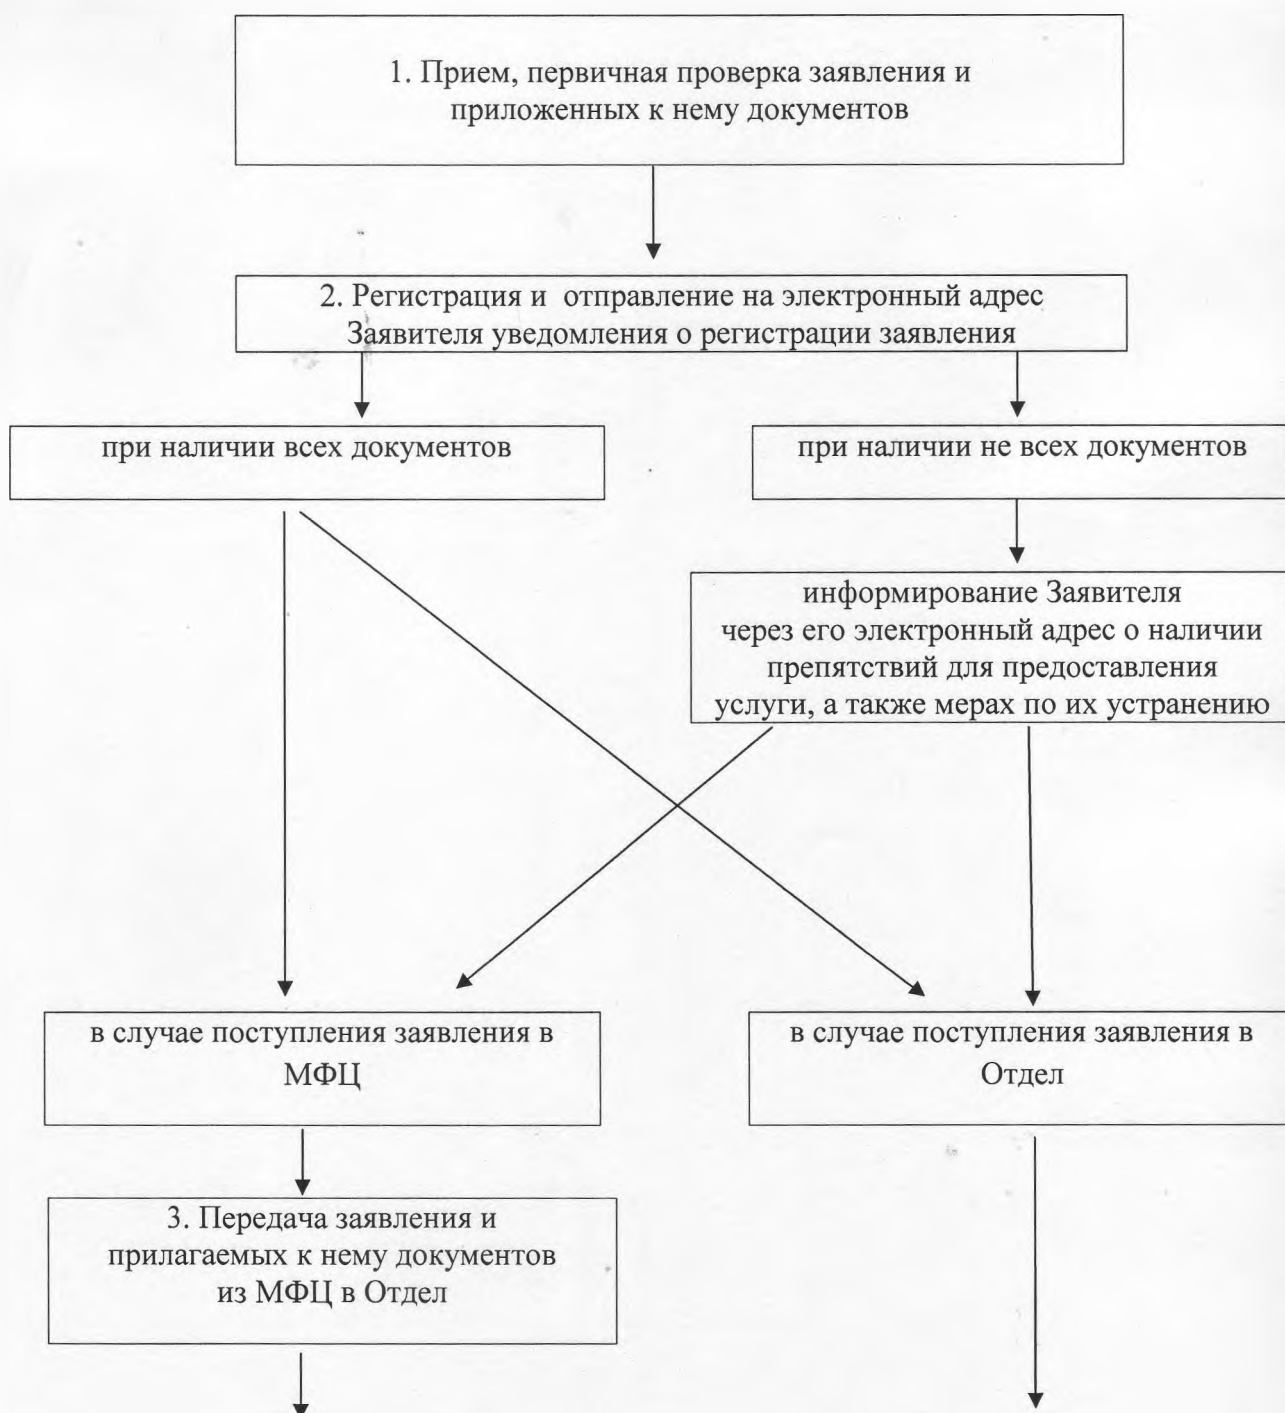 1. Прием, первичная проверка заявления и
приложенных к нему документов
2. Регистрация и отправление на электронный адрес
Заявителя уведомления о регистрации заявления
при наличии всех документов
при наличии не всех документов
информирование Заявителя
через его электронный адрес о наличии
препятствий для предоставления
услуги, а также мерах по их устранению
в случае поступления заявления в
МФЦ
в случае поступления заявления в
Отдел
3. Передача заявления и
прилагаемых к нему документов
из МФЦ в Отдел